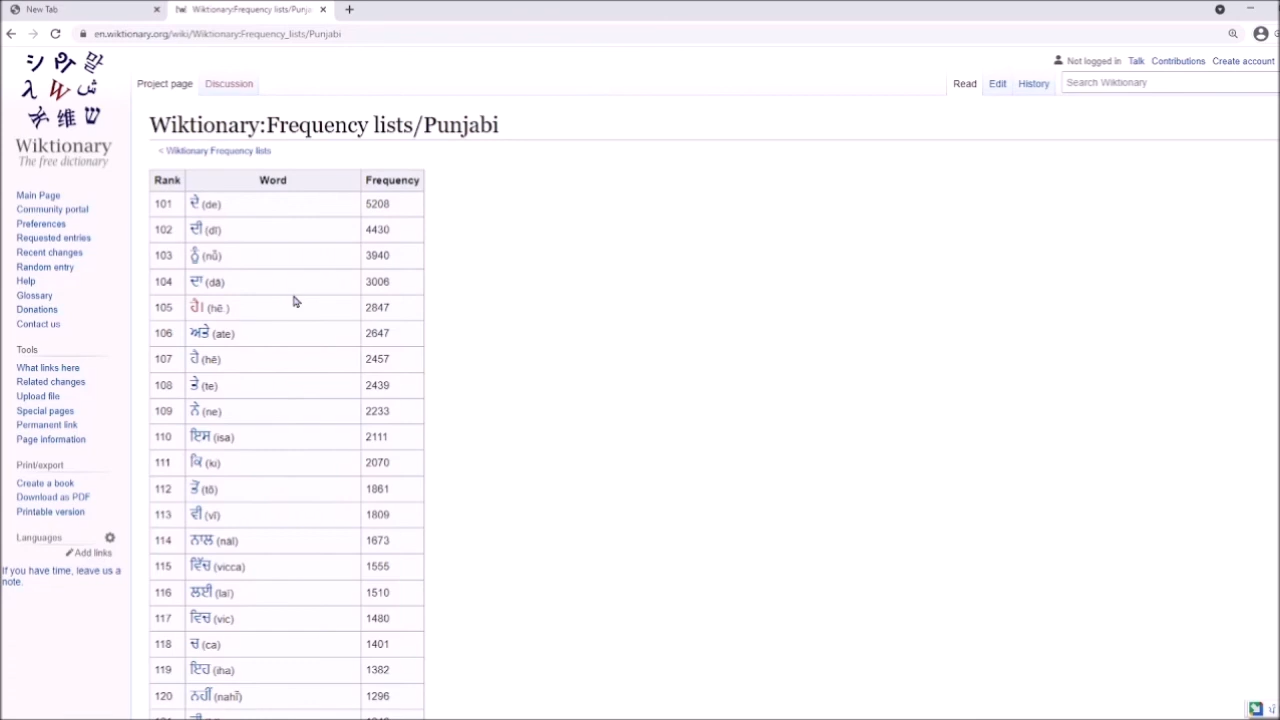 New Tab
Wiktionary:Frequency lists/Punj
en.wiktionary.org/wiki/Wiktionary:Frequency_lists/Punjabi
Not logged in Talk Contributions Create account
Project page Discussion Read Edit History Search Wiktionary
Wiktionary
The free dictionary
Main Page
Community portal
Preferences
Requested entries
Recent changes
Random entry
Help
Glossary
Donations
Contact us
Tools
What links here
Related changes
Upload file
Special pages
Permanent link
Page information
Print/export
Create a book
Download as PDF
Printable version
Languages
Add links
If you have time, leave us a
note.
Wiktionary:Frequency lists/Punjabi
< Wiktionary Frequency lists
Rank Word Frequency
101 ਦੇ (de) 5208
102 ਦੀ (dī) 4430
103 ਨੂੰ (nū̃) 3940
104 ਦਾ (dā) 3006
105 ਹੈ। (hē.) 2847
106 ਅਤੇ (ate) 2647
107 ਹੈ (hē) 2457
108 ਤੇ (te) 2439
109 ਨੇ (ne) 2233
110 ਇਸ (isa) 2111
111 ਕਿ (ki) 2070
112 ਤੋਂ (tõ) 1861
113 ਵੀ (vī) 1809
114 ਨਾਲ (nāl) 1673
115 ਵਿੱਚ (vicca) 1555
116 ਲਈ (laī) 1510
117 ਵਿਚ (vic) 1480
118 ਚ (ca) 1401
119 ਇਹ (iha) 1382
120 ਨਹੀਂ (nahī̃) 1296